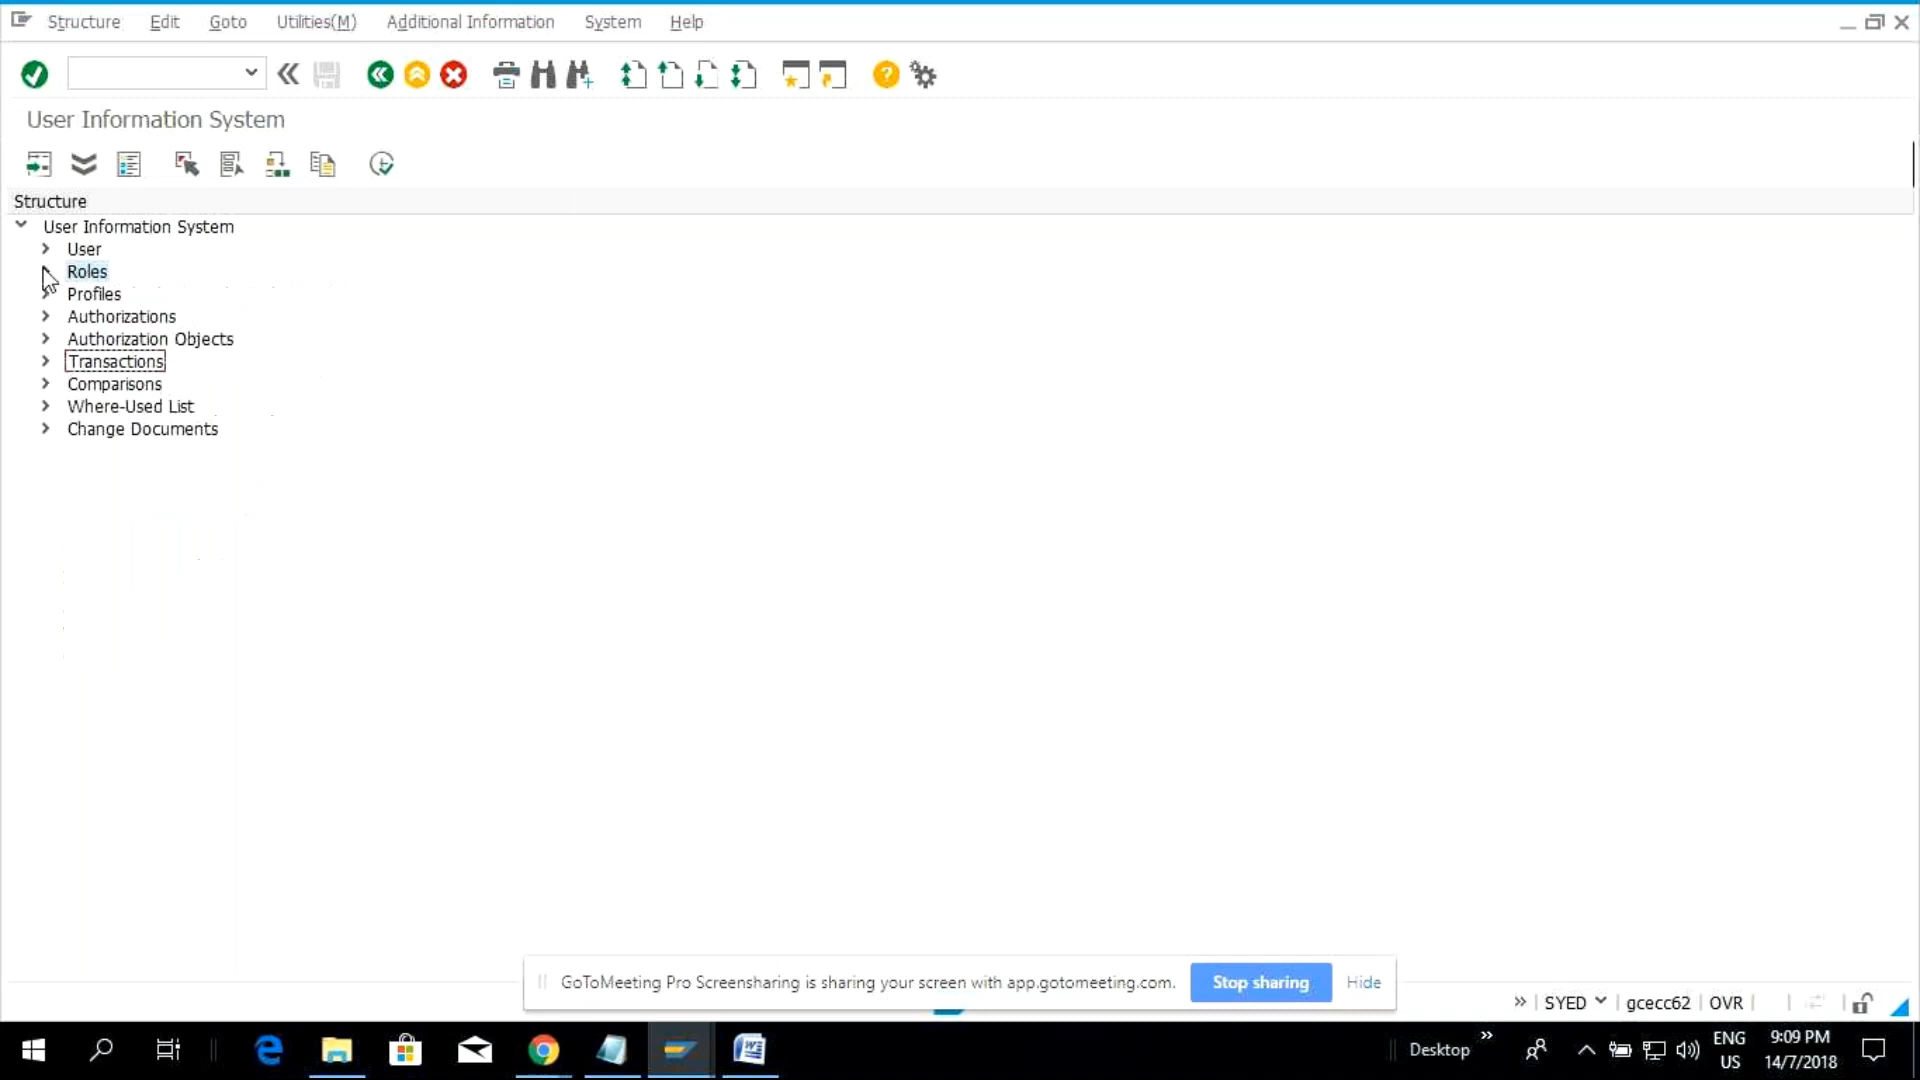 Structure Edit Goto Utilities(M) Additional Information System Help
User Information System
Structure
User Information System
User
Roles
Profiles
Authorizations
Authorization Objects
Transactions
Comparisons
Where-Used List
Change Documents
GoToMeeting Pro Screensharing is sharing your screen with app.gotomeeting.com. Stop sharing Hide
SYED gcecc62 OVR
Desktop
ENG
US
9:09 PM
14/7/2018